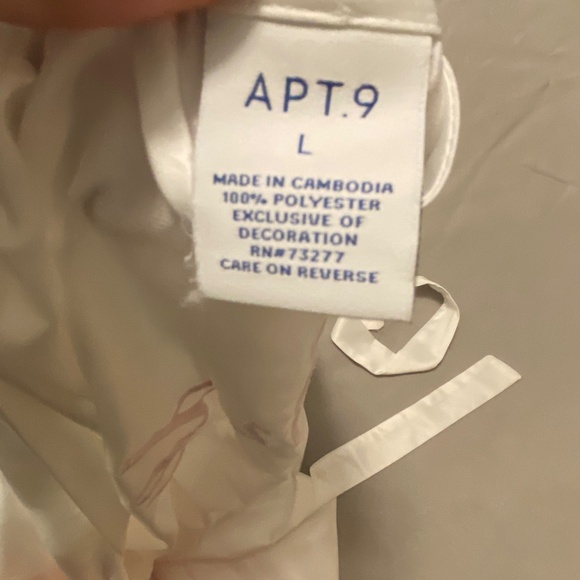 APT.9
L
MADE IN CAMBODIA
100% POLYESTER
EXCLUSIVE OF
DECORATION
RN#73277
CARE ON REVERSE